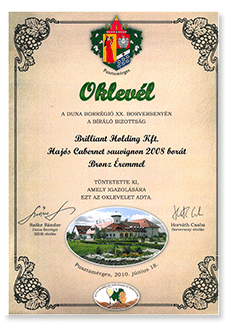 Pusztamérges
Oklevél
A DUNA BORRÉGIÓ XX. BORVERSENYÉN
A BÍRÁLÓ BIZOTTSÁG
Brilliant Holding Kft.
Hajós Cabernet sauvignon 2008 borát
Bronz Éremmel
TÜNTETTE KI,
AMELY IGAZOLÁSÁRA
EZT AZ OKLEVELET ADTA.
Horváth Csaba
Pusztamérges, 2010. június 18.